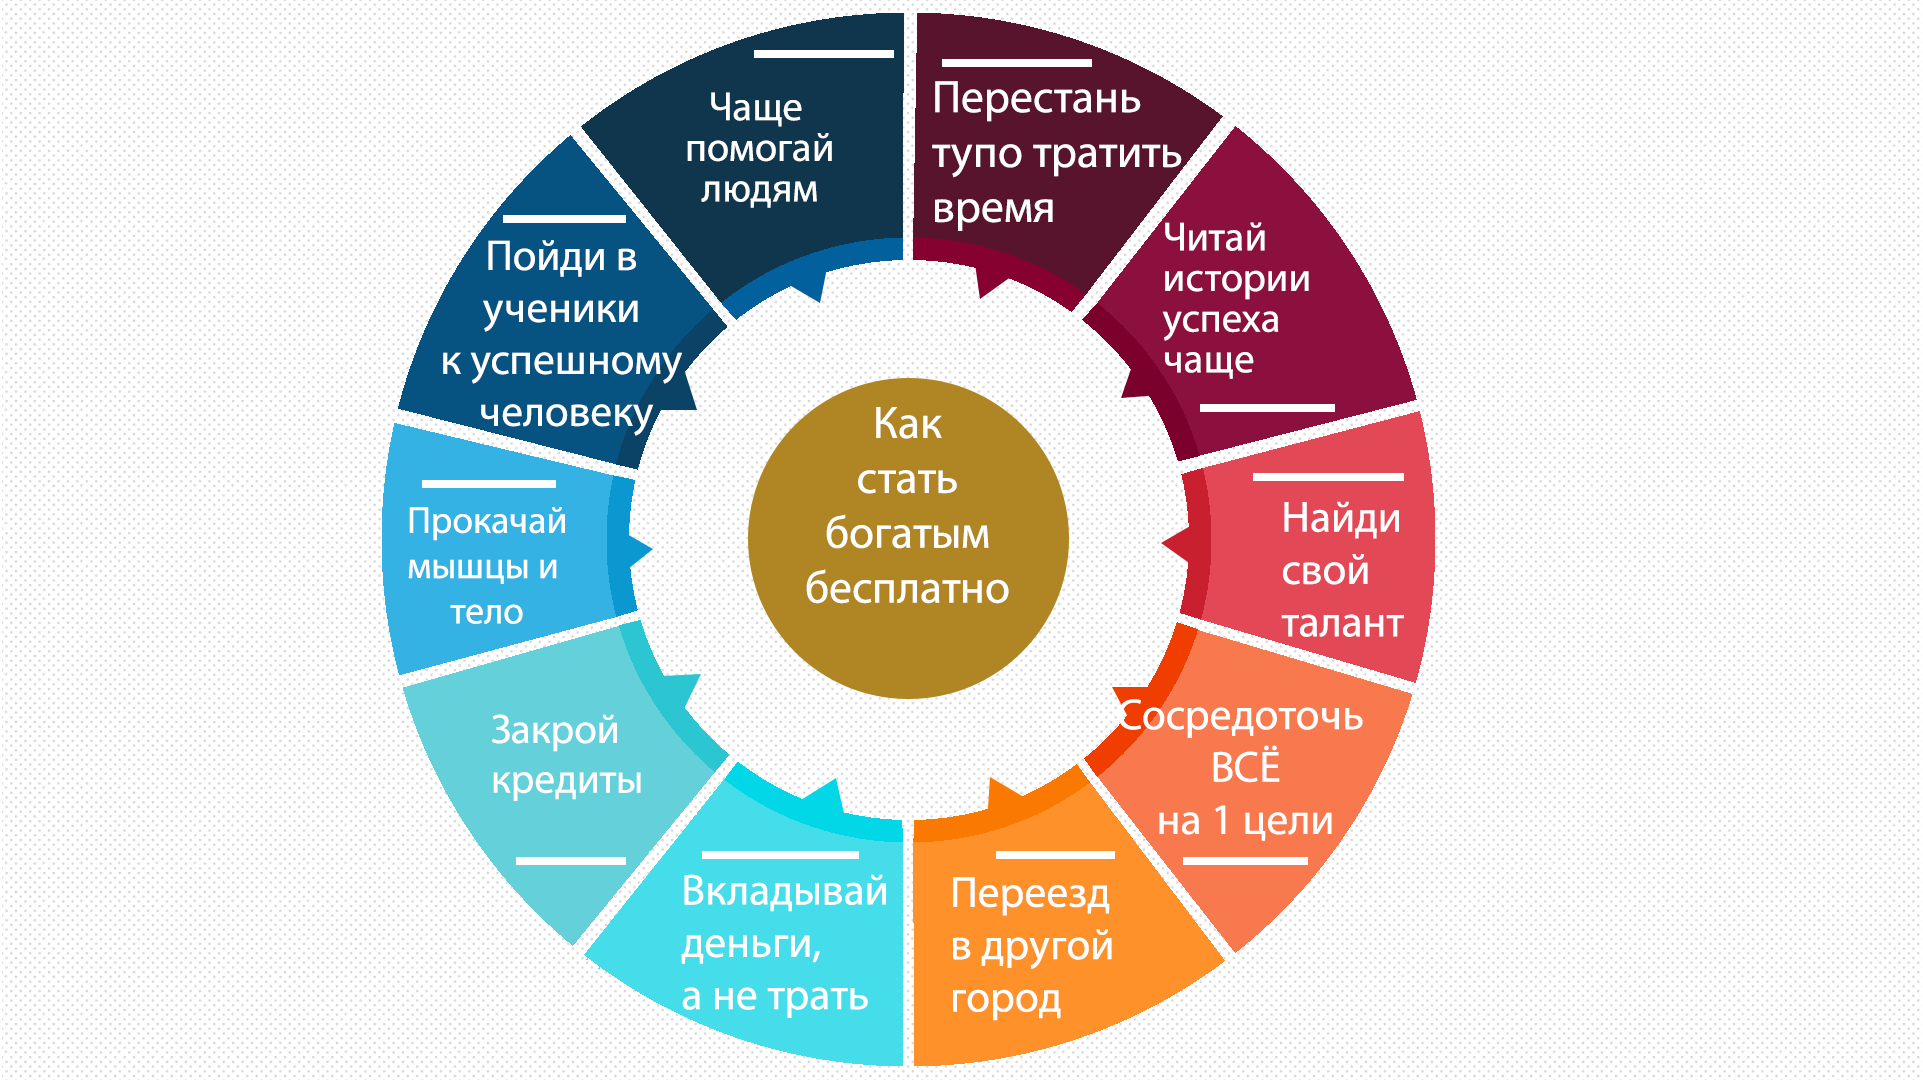 Как
стать
богатым
бесплатно
Перестань
тупо тратить
время
Читай
истории
успеха
чаще
Найди
свой
талант
Сосредоточь
ВСЁ
на 1 цели
Переезд
в другой
город
Вкладывай
деньги,
а не трать
Закрой
кредиты
Прокачай
мышцы и
тело
Пойди в
ученики
к успешному
человеку
Чаще
помогай
людям